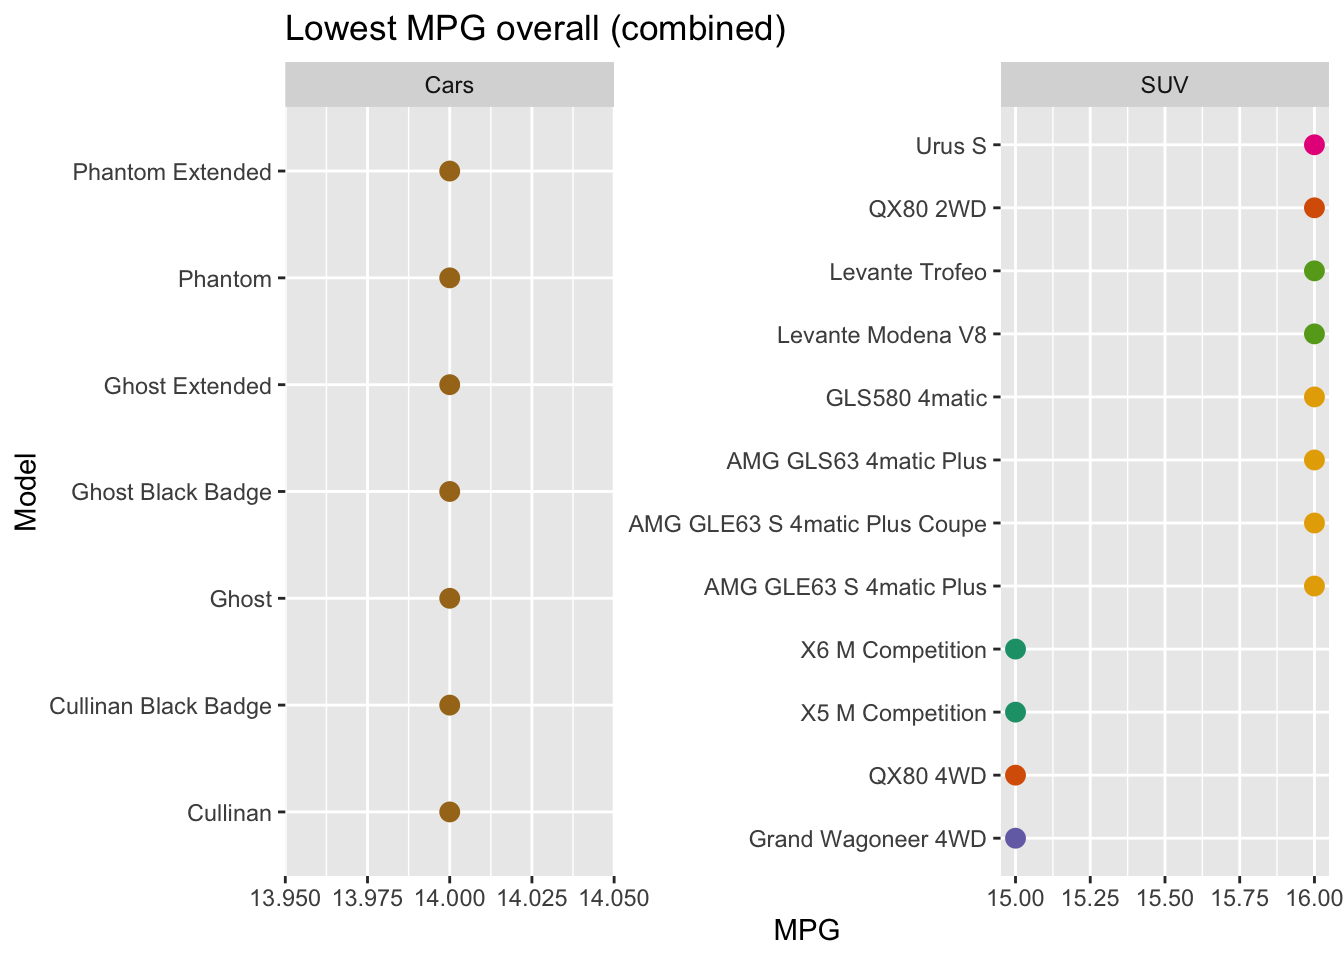 Lowest MPG overall (combined)
Cars
SUV
Model
Phantom Extended
Phantom
Ghost Extended
Ghost Black Badge
Ghost
Cullinan Black Badge
Cullinan
13.950 13.975 14.000 14.025 14.050
Urus S
QX80 2WD
Levante Trofeo
Levante Modena V8
GLS580 4matic
AMG GLS63 4matic Plus
AMG GLE63 S 4matic Plus Coupe
AMG GLE63 S 4matic Plus
X6 M Competition
X5 M Competition
QX80 4WD
Grand Wagoneer 4WD
15.00 15.25 15.50 15.75 16.00
MPG